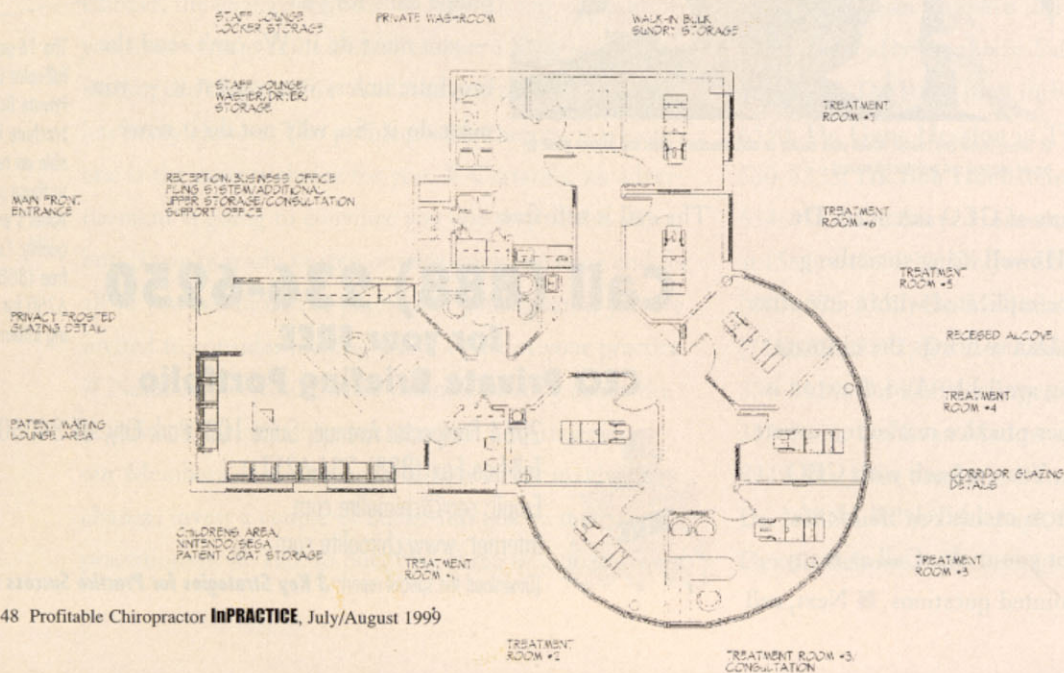 STAFF LOUNGE
LOCKER STORAGE
PRIVATE WASHROOM
WALK-IN BULK
SUNDRY STORAGE
STAFF LOUNGE
WASHER/DRYER
STORAGE
TREATMENT
ROOM
RECEPTION BUSINESS OFFICE
FILING SYSTEM/ADDITIONAL
UPPER STORAGE/CONSULTATION
SUPPORT OFFICE
MAIN FRONT
ENTRANCE
TREATMENT
ROOM #6
TREATMENT
ROOM #5
PRIVACY FROSTED
GLAZING DETAIL
RECESSED ALCOVE
TREATMENT
ROOM #4
PATIENT WAITING
LOUNGE AREA
CORRIDOR GLAZING
DETAILS
CHILDRENS AREA
NINTENDO/SEGA
PATIENT COAT STORAGE
TREATMENT
ROOM
TREATMENT
ROOM #3
48 Profitable Chiropractor InPRACTICE, July/August 1999
TREATMENT
ROOM #2
TREATMENT ROOM #3/
CONSULTATION